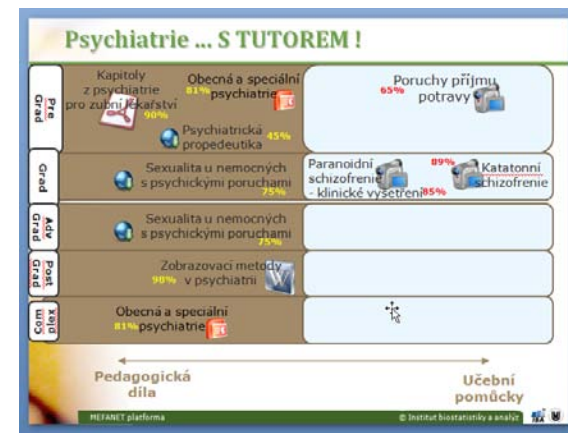 Psychiatrie ... S TUTOREM !
Pre
Grad
Kapitoly
z psychiatrie
pro zubní lékařství
90%
Obecná a speciální
81% psychiatrie
Psychiatrická 45%
propedeutika
65% Poruchy příjmu
potravy
Grad
Sexualita u nemocných
s psychickými poruchami
75%
Paranoidní
schizofrenie
- klinické vyšetření 85%
89% Katatonní
schizofrenie
Adv
Grad
Sexualita u nemocných
s psychickými poruchami
75%
Post
Grad
Zobrazovací metody
98% v psychiatrii
Com
plex
Obecná a speciální
81% psychiatrie
Pedagogická
díla
Učební
pomůcky
MEFANET platforma
© Institut biostatistiky a analýz